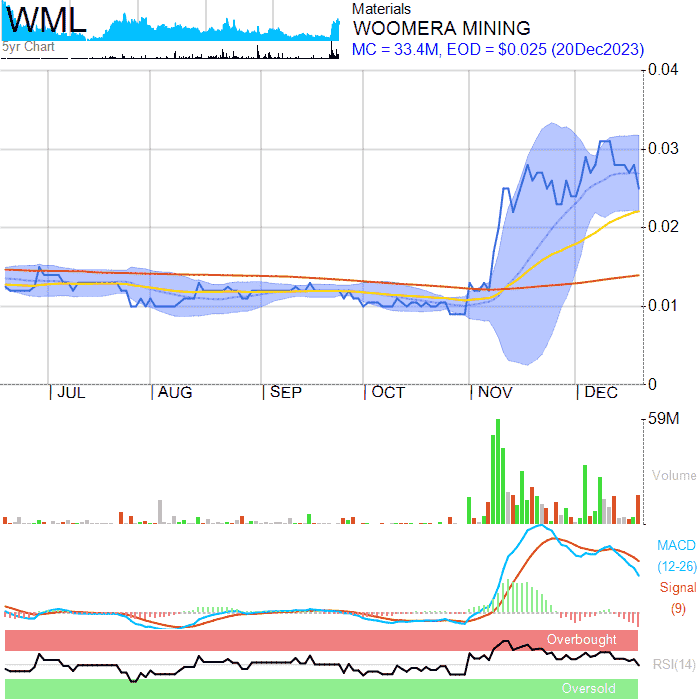 WML
5yr Chart
Materials
WOOMERA MINING
MC = 33.4M, EOD = $0.025 (20Dec2023)
0.04
0.03
0.02
0.01
0
JUL
AUG
SEP
OCT
NOV
DEC
59M
Volume
MACD
(12-26)
Signal
(9)
Overbought
RSI(14)
Oversold